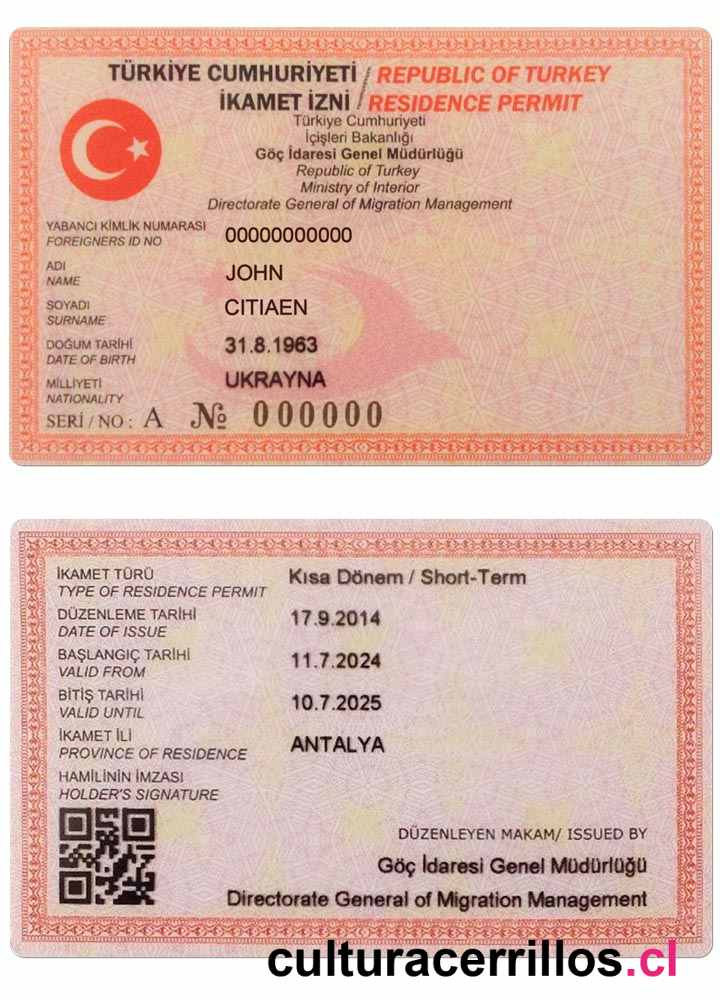 TÜRKİYE CUMHURİYETİ / REPUBLIC OF TURKEY
İKAMET İZNİ / RESIDENCE PERMIT
Türkiye Cumhuriyeti
İçişleri Bakanlığı
Göç İdaresi Genel Müdürlüğü
Republic of Turkey
Ministry of Interior
Directorate General of Migration Management
YABANCI KİMLİK NUMARASI
FOREIGNERS ID NO
00000000000
ADI
NAME
JOHN
SOYADI
SURNAME
CITIAEN
DOĞUM TARİHİ
DATE OF BIRTH
31.8.1963
MİLLİYETİ
NATIONALITY
UKRAYNA
SERİ / NO : A № 000000
İKAMET TÜRÜ
TYPE OF RESIDENCE PERMIT
Kısa Dönem / Short-Term
DÜZENLEME TARİHİ
DATE OF ISSUE
17.9.2014
BAŞLANGIÇ TARİHİ
VALID FROM
11.7.2024
BİTİŞ TARİHİ
VALID UNTIL
10.7.2025
İKAMET İLİ
PROVINCE OF RESIDENCE
ANTALYA
HAMİLİNİN İMZASI
HOLDER'S SIGNATURE
DÜZENLEYEN MAKAM/ ISSUED BY
Göç İdaresi Genel Müdürlüğü
Directorate General of Migration Management
culturacerrillos.cl